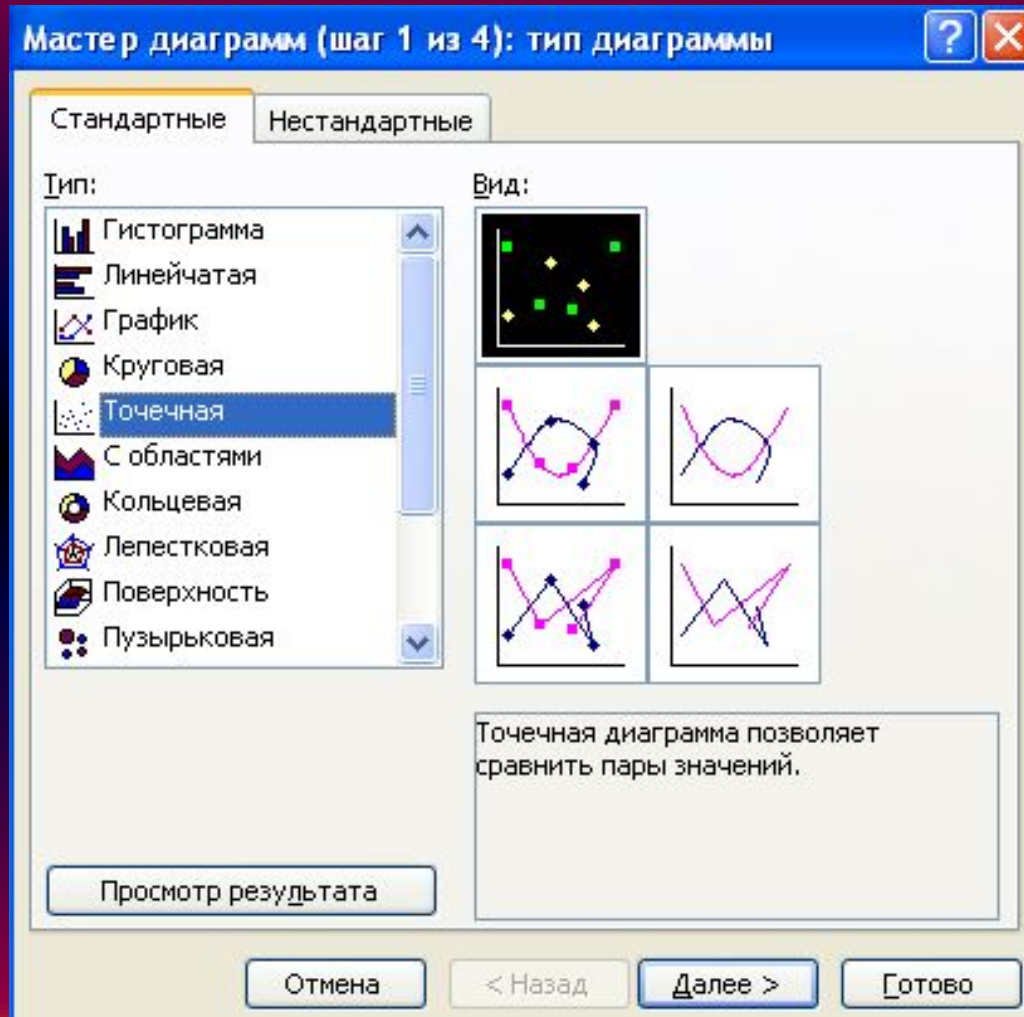 Мастер диаграмм (шаг 1 из 4): тип диаграммы
Стандартные
Нестандартные
Тип:
Вид:
Гистограмма
Линейчатая
График
Круговая
Точечная
С областями
Кольцевая
Лепестковая
Поверхность
Пузырьковая
Точечная диаграмма позволяет
сравнить пары значений.
Просмотр результата
Отмена
< Назад
Далее >
Готово